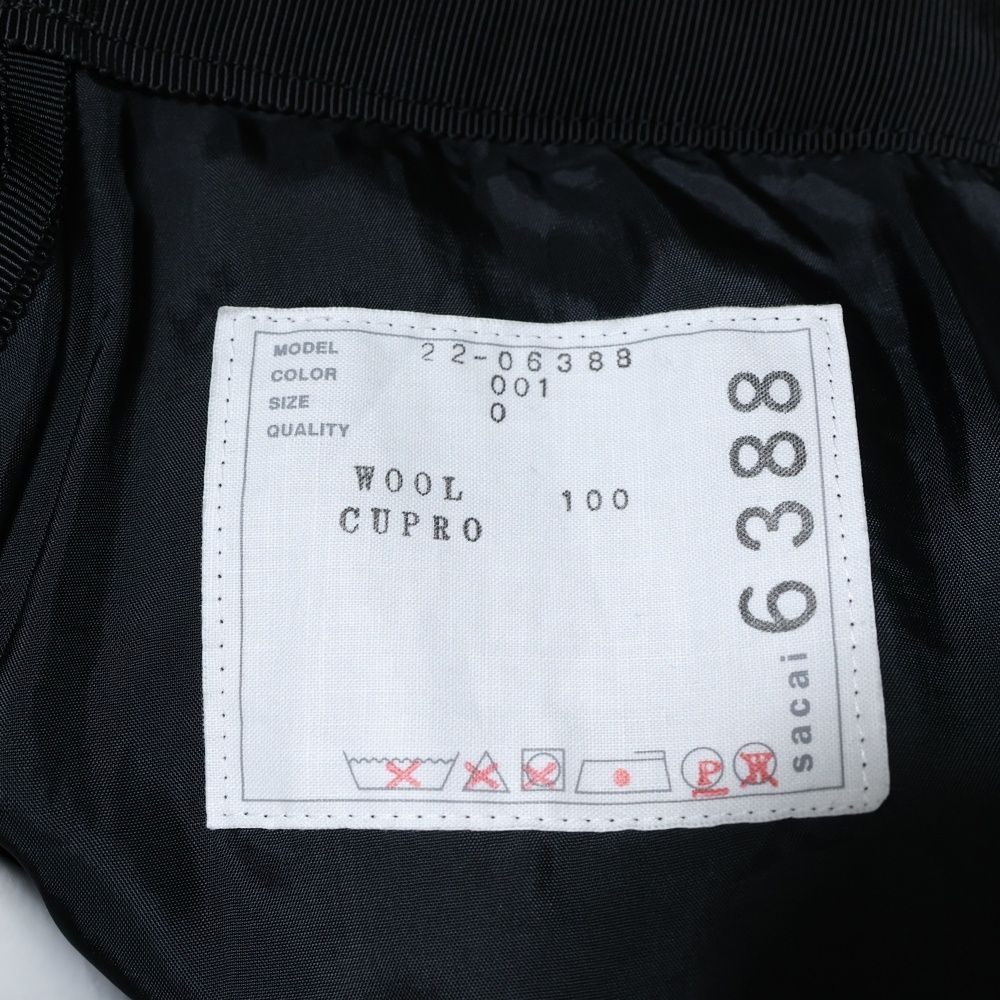 MODEL 22-06388
COLOR 001
SIZE 0
QUALITY
WOOL 100
CUPRO
sacai 6388
P W